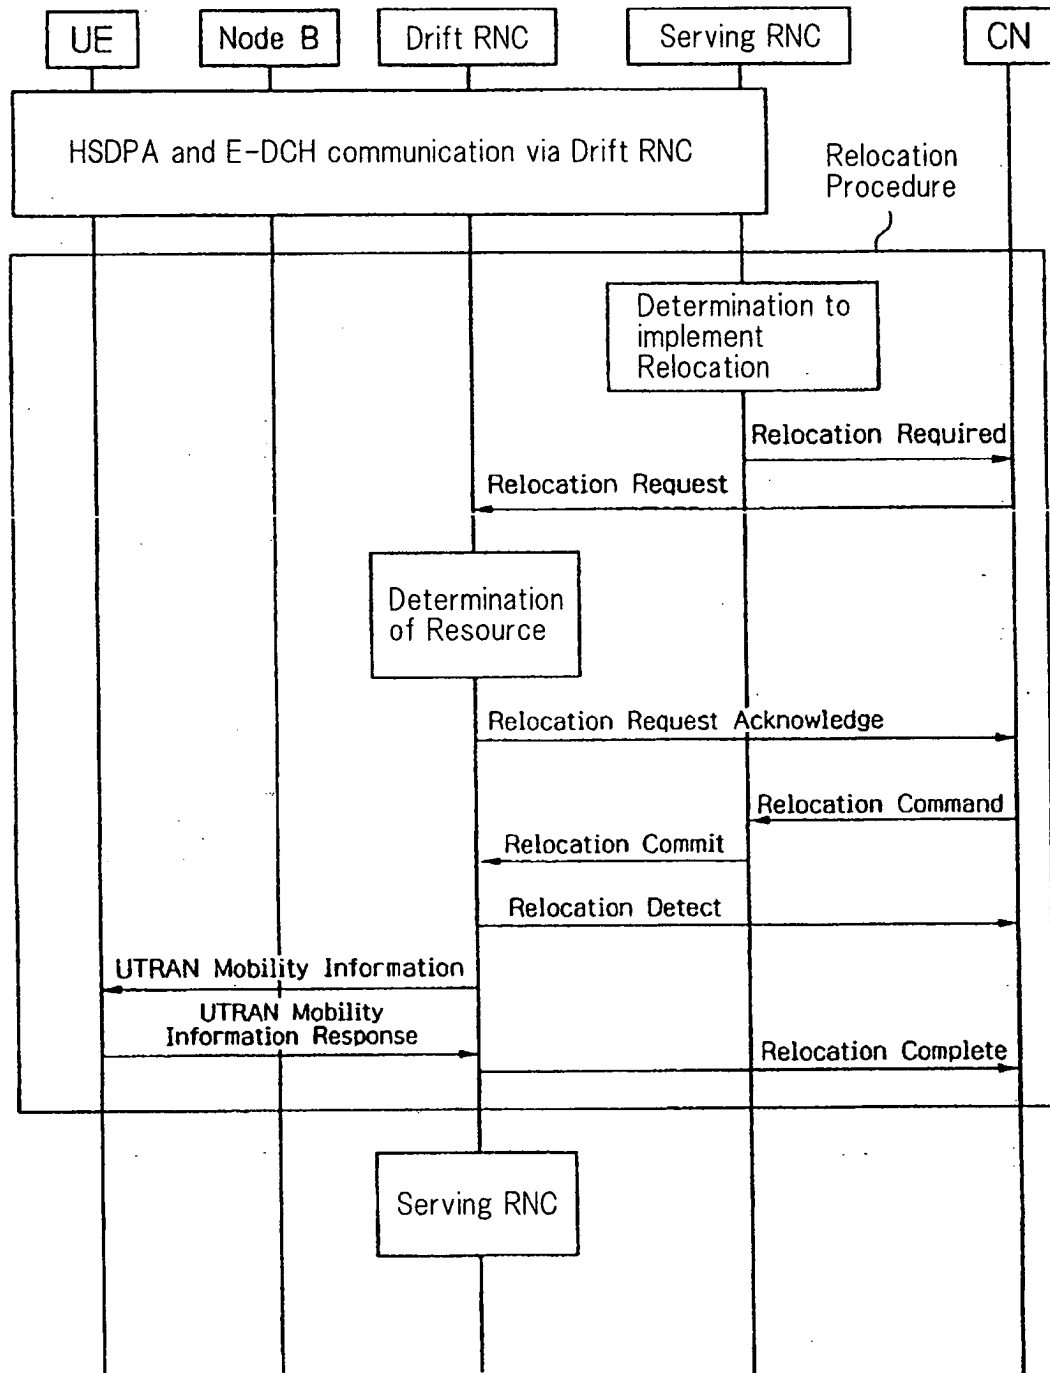 UE
Node B
Drift RNC
Serving RNC
CN
HSDPA and E-DCH communication via Drift RNC
Relocation
Procedure
Determination to
implement
Relocation
Relocation Required
Relocation Request
Determination
of Resource
Relocation Request Acknowledge
Relocation Command
Relocation Commit
Relocation Detect
UTRAN Mobility Information
UTRAN Mobility
Information Response
Relocation Complete
Serving RNC